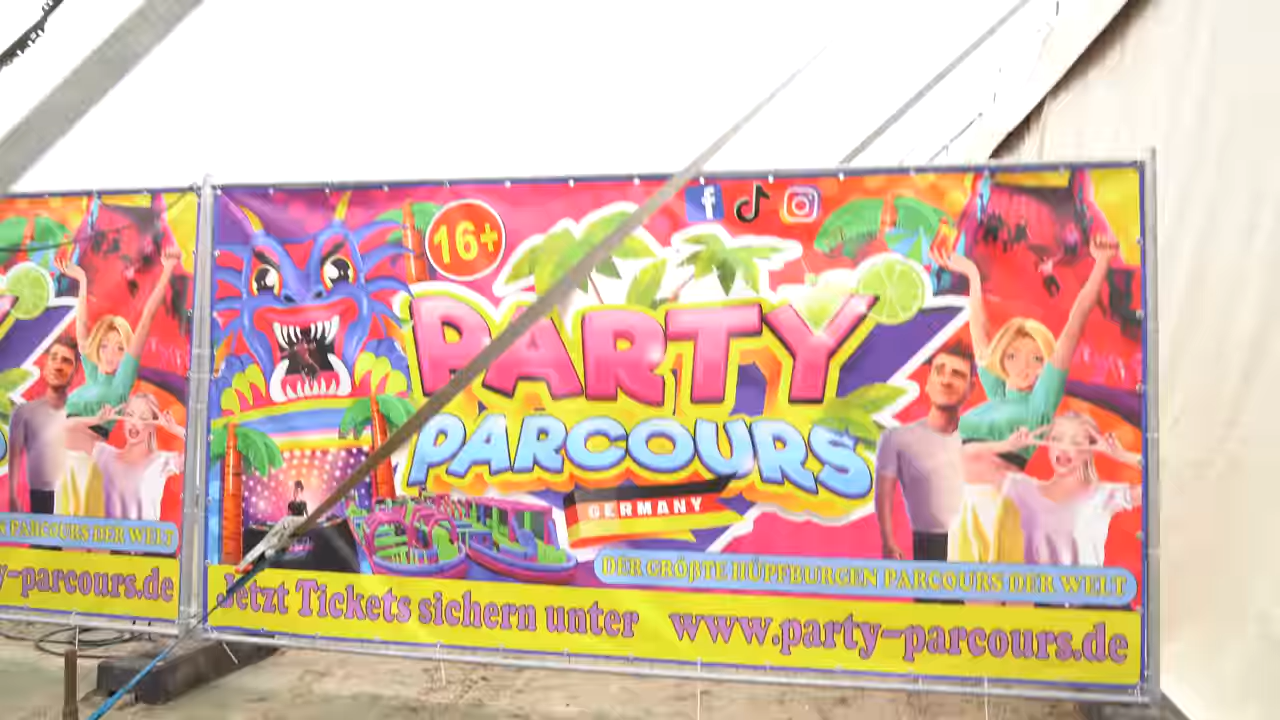 16+
PARTY
PARCOURS
GERMANY
DER GRÖßTE HÜPFBURGEN PARCOURS DER WELT
Jetzt Tickets sichern unter www.party-parcours.de
PARCOURS DER WELT
y-parcours.de